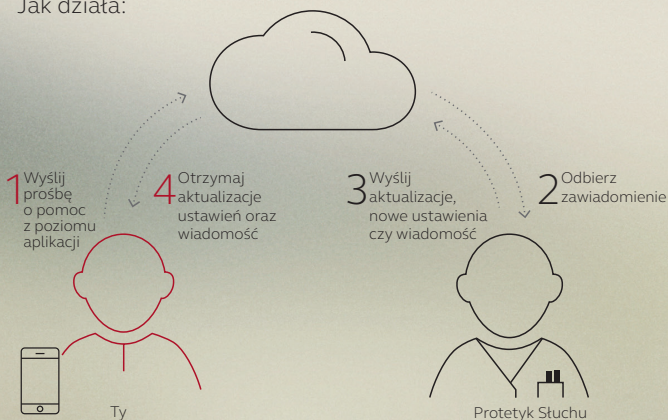 Jak działa:
1 Wyślij
prośbę
o pomoc
z poziomu
aplikacji
4 Otrzymaj
aktualizacje
ustawień oraz
wiadomość
3 Wyślij
aktualizacje,
nowe ustawienia
czy wiadomość
2 Odbierz
zawiadomienie
Ty
Protetyk Słuchu